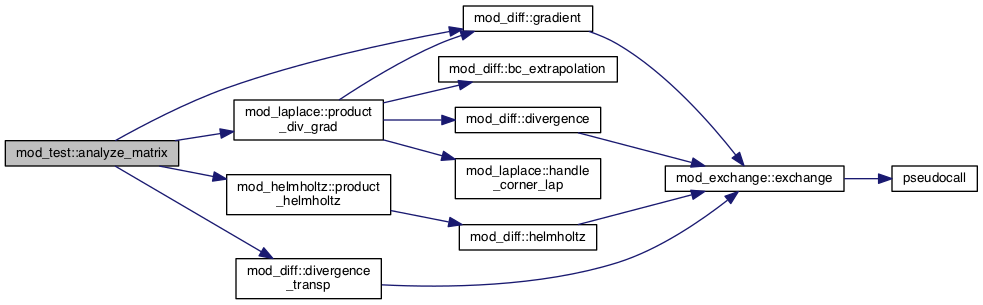 mod_test::analyze_matrix
mod_laplace::product
_div_grad
mod_helmholtz::product
_helmholtz
mod_diff::divergence
_transp
mod_diff::gradient
mod_diff::bc_extrapolation
mod_diff::divergence
mod_laplace::handle
_corner_lap
mod_diff::helmholtz
mod_exchange::exchange
pseudocall